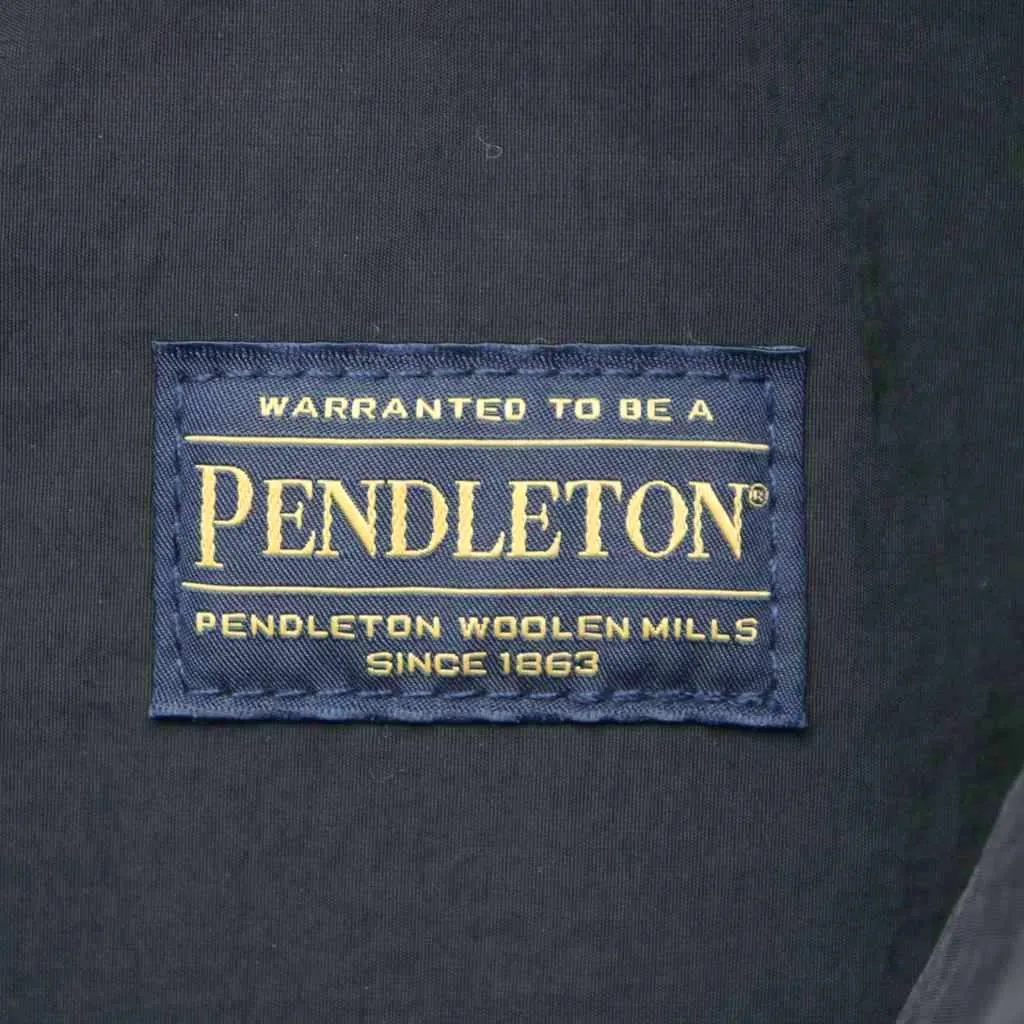 WARRANTED TO BE A
PENDLETON®
PENDLETON WOOLEN MILLS
SINCE 1863